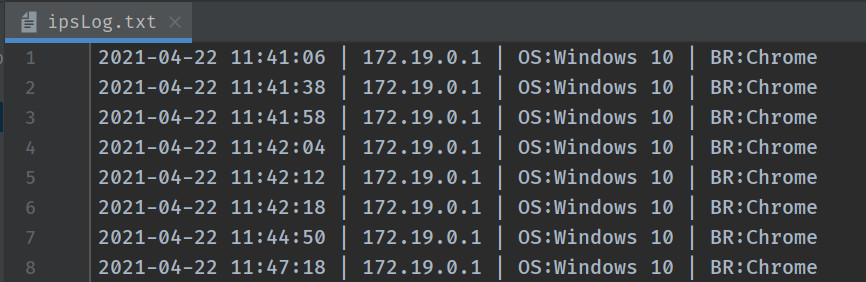 ipsLog.txt
1 2021-04-22 11:41:06 | 172.19.0.1 | OS:Windows 10 | BR:Chrome
2 2021-04-22 11:41:38 | 172.19.0.1 | OS:Windows 10 | BR:Chrome
3 2021-04-22 11:41:58 | 172.19.0.1 | OS:Windows 10 | BR:Chrome
4 2021-04-22 11:42:04 | 172.19.0.1 | OS:Windows 10 | BR:Chrome
5 2021-04-22 11:42:12 | 172.19.0.1 | OS:Windows 10 | BR:Chrome
6 2021-04-22 11:42:18 | 172.19.0.1 | OS:Windows 10 | BR:Chrome
7 2021-04-22 11:44:50 | 172.19.0.1 | OS:Windows 10 | BR:Chrome
8 2021-04-22 11:47:18 | 172.19.0.1 | OS:Windows 10 | BR:Chrome